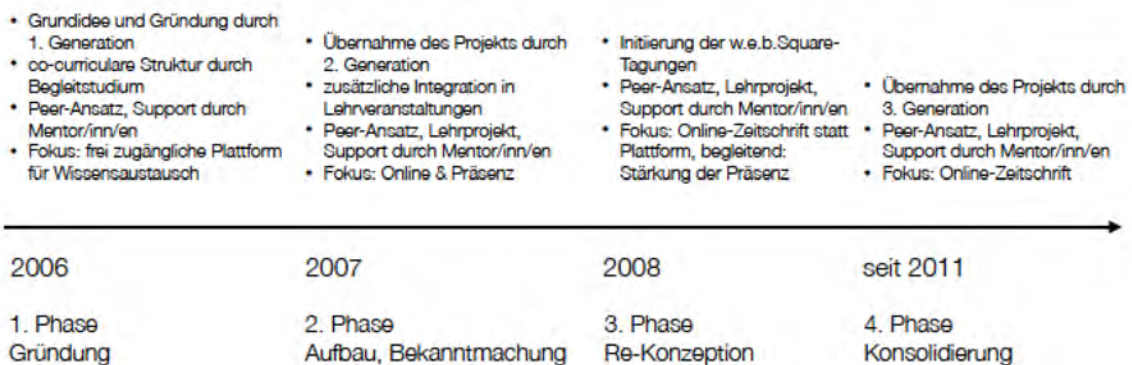 • Grundidee und Gründung durch
1. Generation
• co-curriculare Struktur durch
Begleitstudium
• Peer-Ansatz, Support durch
Mentor/inn/en
• Fokus: frei zugängliche Plattform
für Wissensaustausch
• Übernahme des Projekts durch
2. Generation
• zusätzliche Integration in
Lehrveranstaltungen
• Peer-Ansatz, Lehrprojekt,
Support durch Mentor/inn/en
• Fokus: Online & Präsenz
• Initiierung der w.e.b.Square-
Tagungen
• Peer-Ansatz, Lehrprojekt,
Support durch Mentor/inn/en
• Fokus: Online-Zeitschrift statt
Plattform, begleitend:
Stärkung der Präsenz
• Übernahme des Projekts durch
3. Generation
• Peer-Ansatz, Lehrprojekt,
Support durch Mentor/inn/en
• Fokus: Online-Zeitschrift
2006
1. Phase
Gründung
2007
2. Phase
Aufbau, Bekanntmachung
2008
3. Phase
Re-Konzeption
seit 2011
4. Phase
Konsolidierung